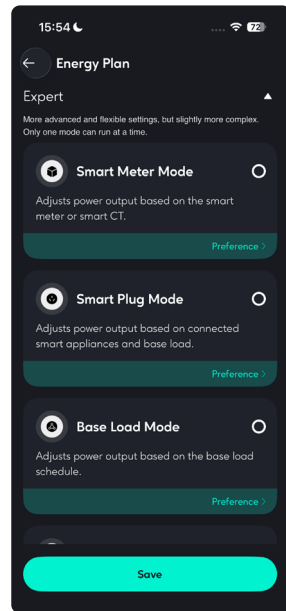 15:54
72
Energy Plan
Expert
More advanced and flexible settings, but slightly more complex.
Only one mode can run at a time.
Smart Meter Mode
Adjusts power output based on the smart
meter or smart CT.
Preference >
Smart Plug Mode
Adjusts power output based on connected
smart appliances and base load.
Preference >
Base Load Mode
Adjusts power output based on the base load
schedule.
Preference >
Save